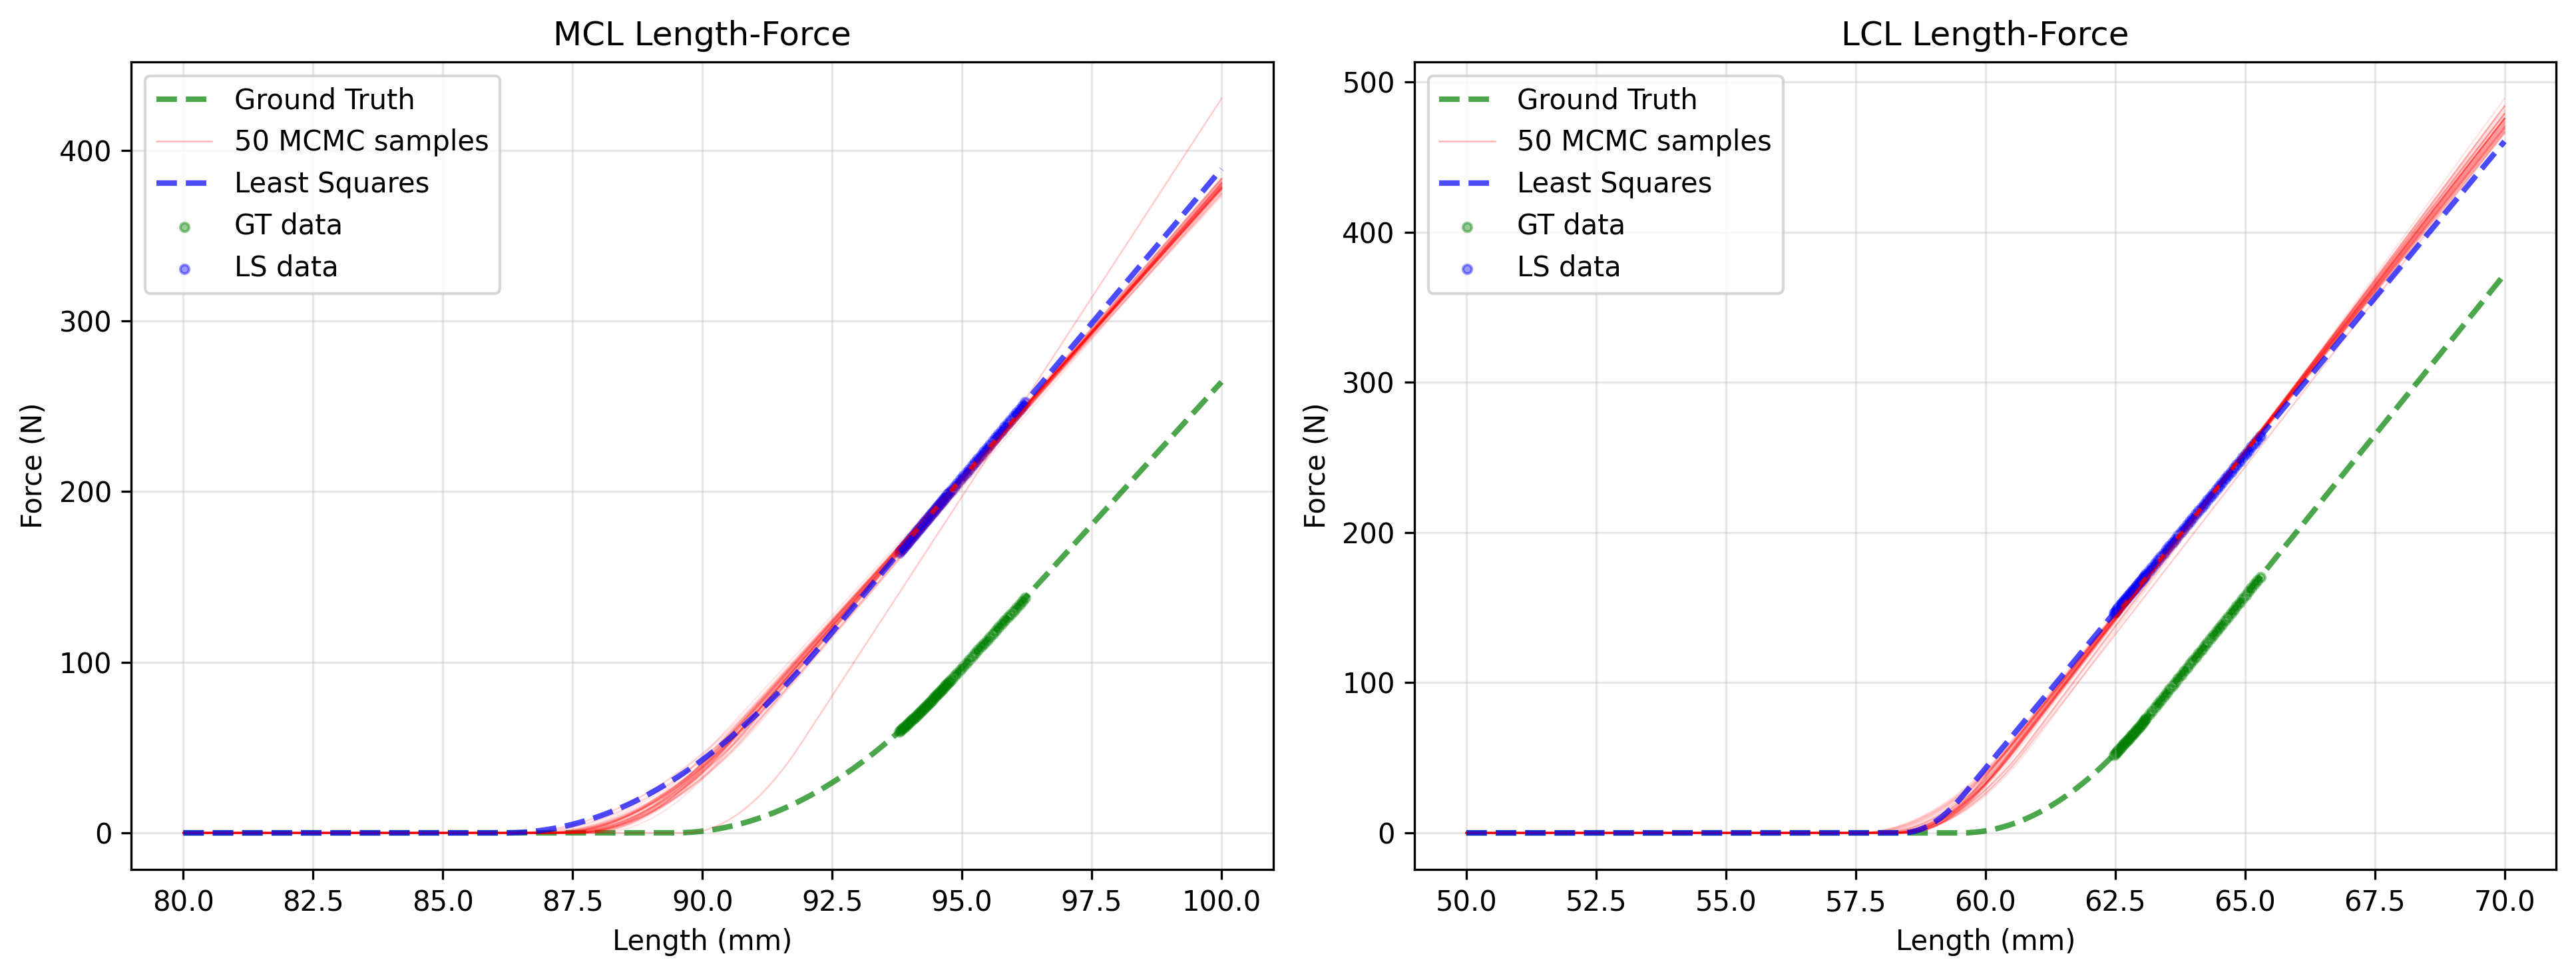 MCL Length-Force
Ground Truth
50 MCMC samples
Least Squares
GT data
LS data
400
300
200
100
0
Force (N)
80.0 82.5 85.0 87.5 90.0 92.5 95.0 97.5 100.0
Length (mm)
LCL Length-Force
Ground Truth
50 MCMC samples
Least Squares
GT data
LS data
500
400
300
200
100
0
Force (N)
50.0 52.5 55.0 57.5 60.0 62.5 65.0 67.5 70.0
Length (mm)